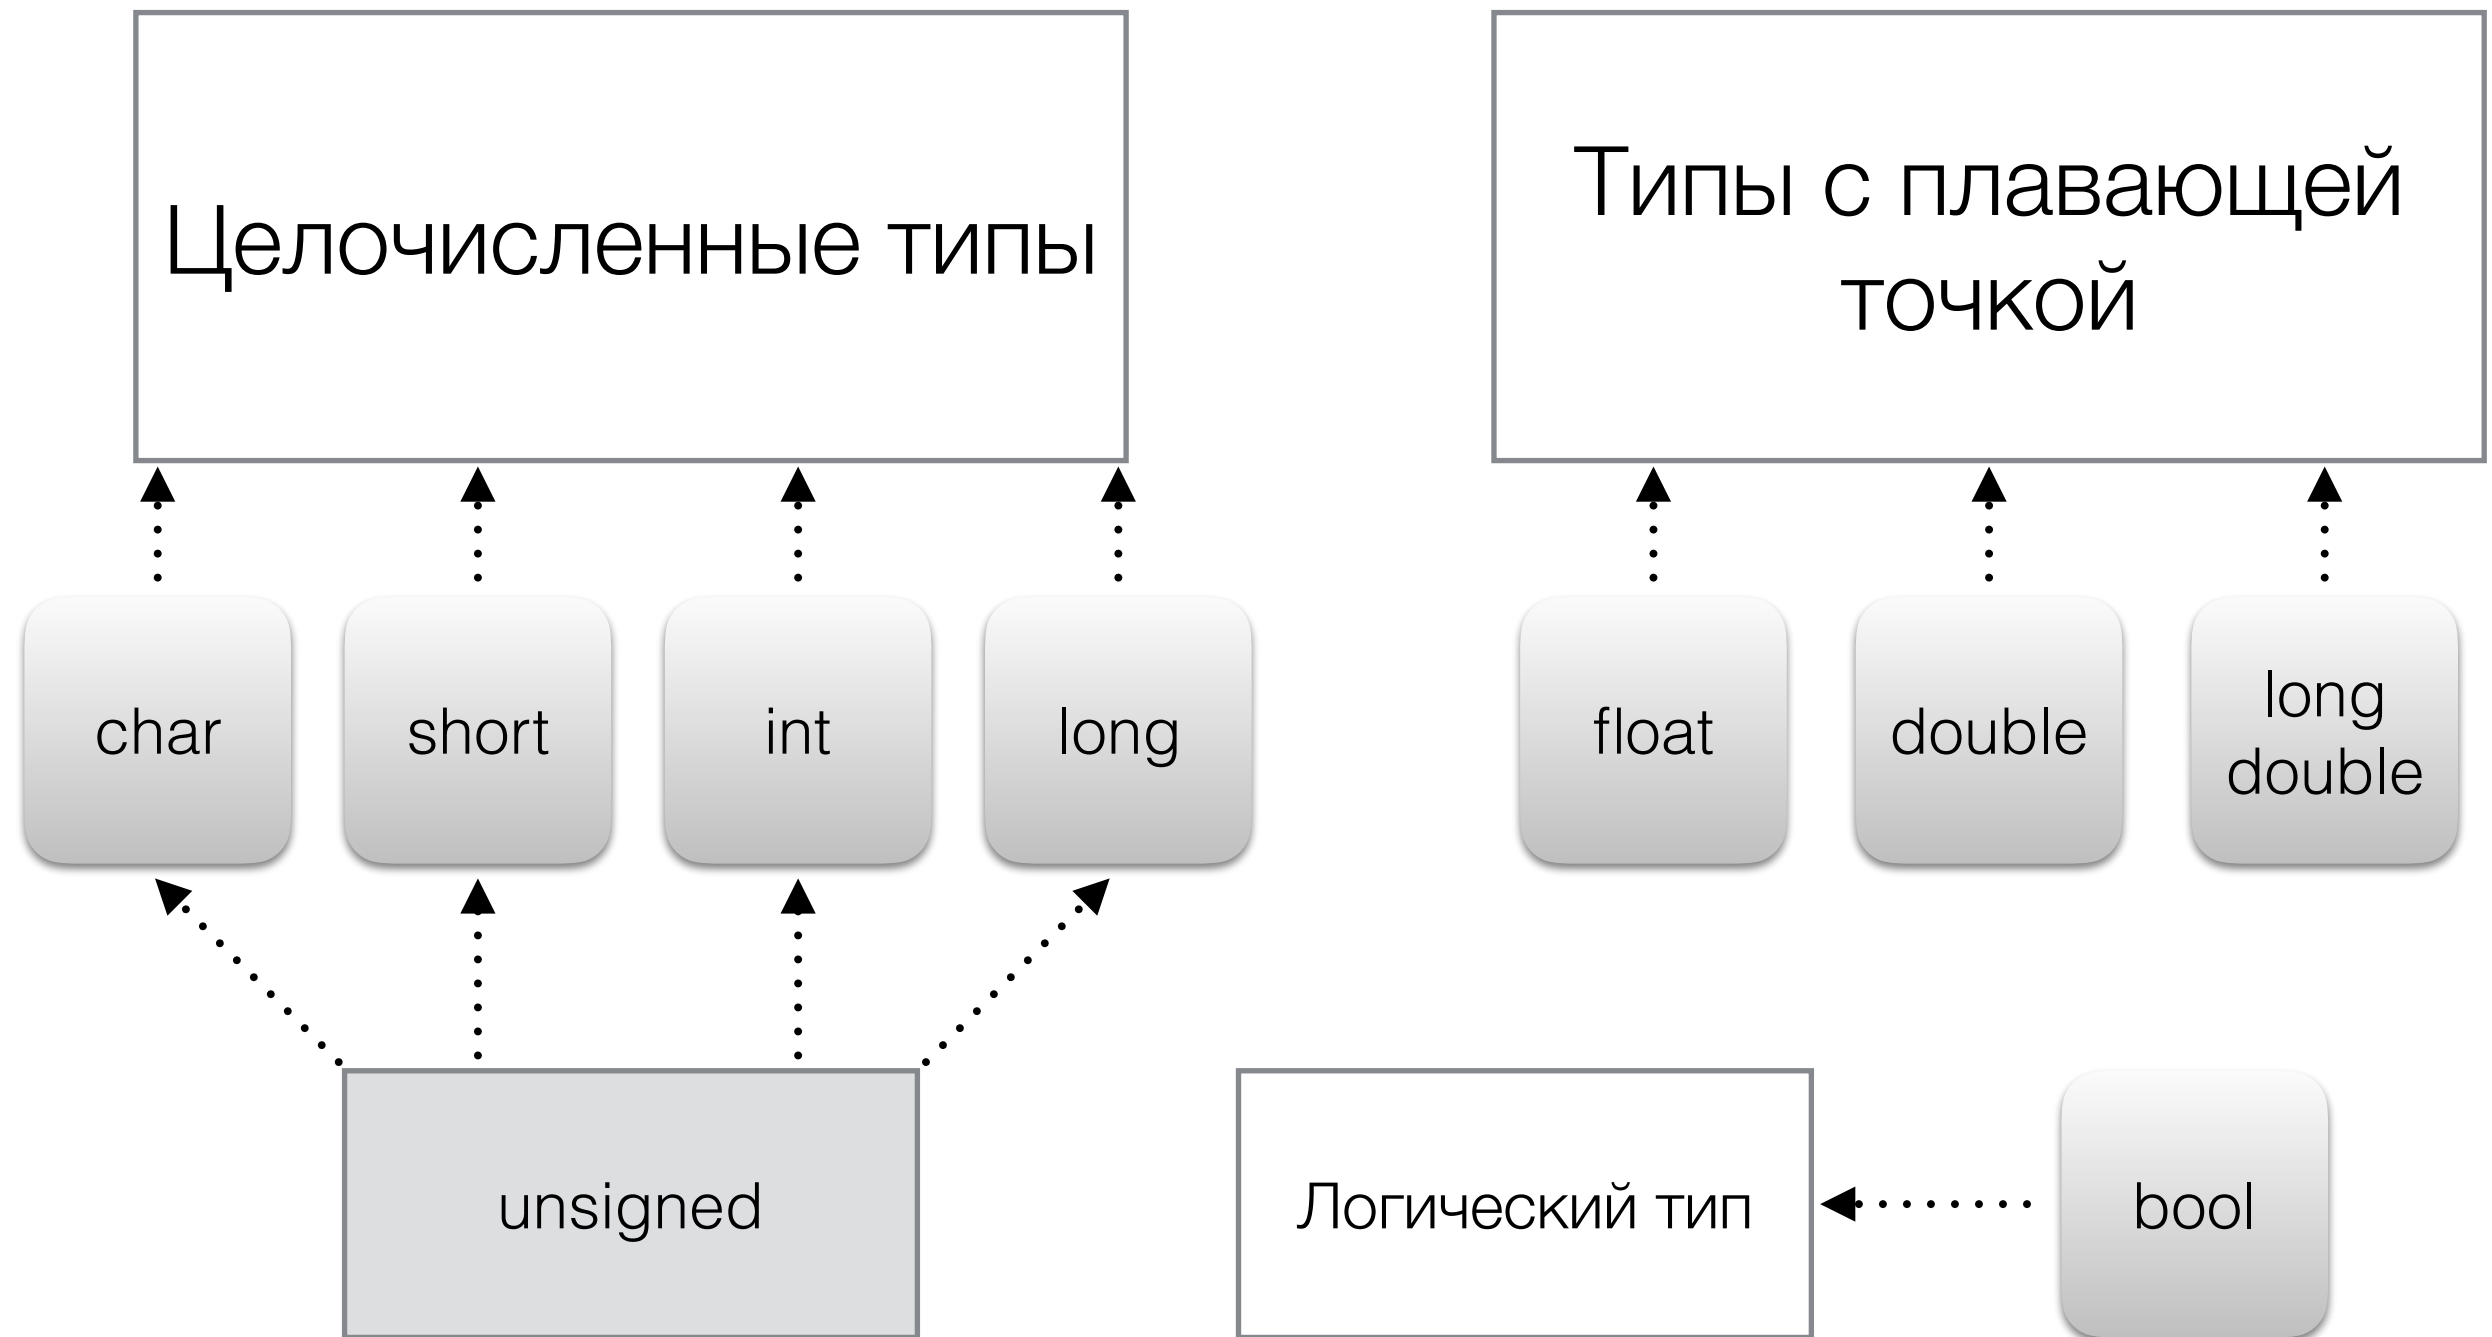 Целочисленные типы
Типы с плавающей
точкой
char
short
int
long
float
double
long
double
unsigned
Логический тип
bool